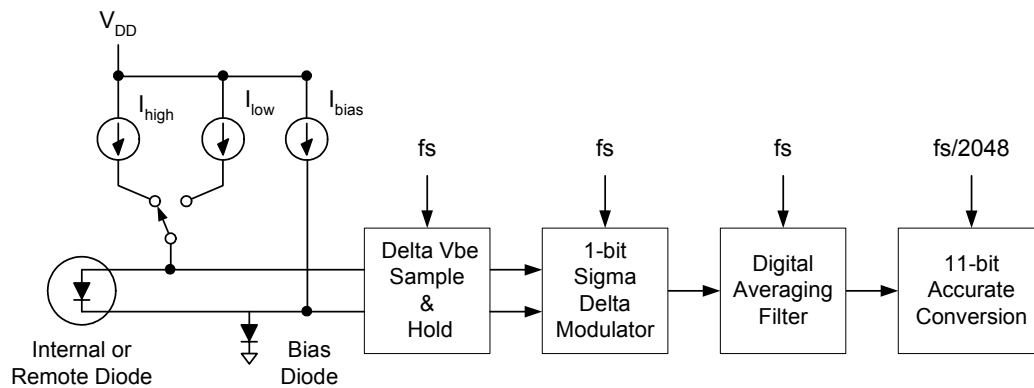 VDD
Ihigh
Ilow
Ibias
fs
fs
fs
fs/2048
Delta Vbe
Sample
&
Hold
1-bit
Sigma
Delta
Modulator
Digital
Averaging
Filter
11-bit
Accurate
Conversion
Internal or
Remote Diode
Bias
Diode